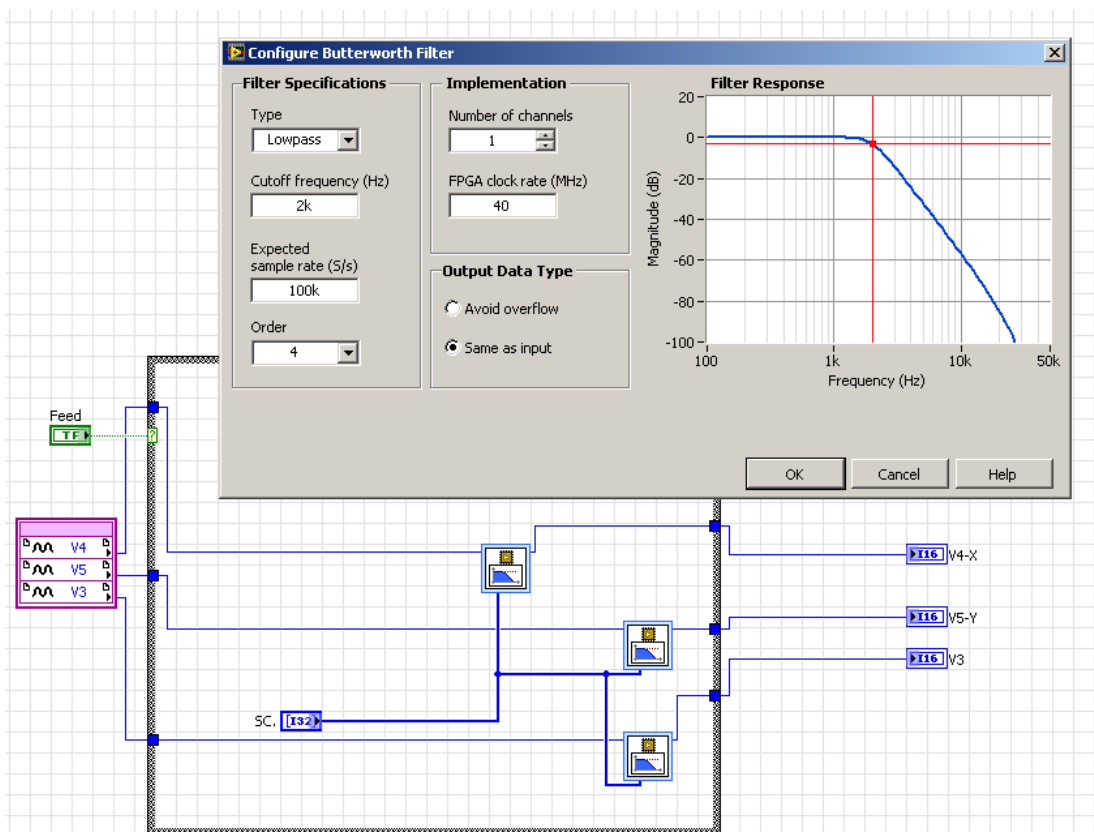 Configure Butterworth Filter
Filter Specifications
Type
Lowpass
Cutoff frequency (Hz)
2k
Expected
sample rate (S/s)
100k
Order
4
Implementation
Number of channels
1
FPGA clock rate (MHz)
40
Output Data Type
Avoid overflow
Same as input
Filter Response
Magnitude (dB)
20
0
-20
-40
-60
-80
-100
100
1k
10k
50k
Frequency (Hz)
OK
Cancel
Help
Feed
TF
?
V4
V5
V3
SC.
[I32]
I16 V4-X
I16 V5-Y
I16 V3